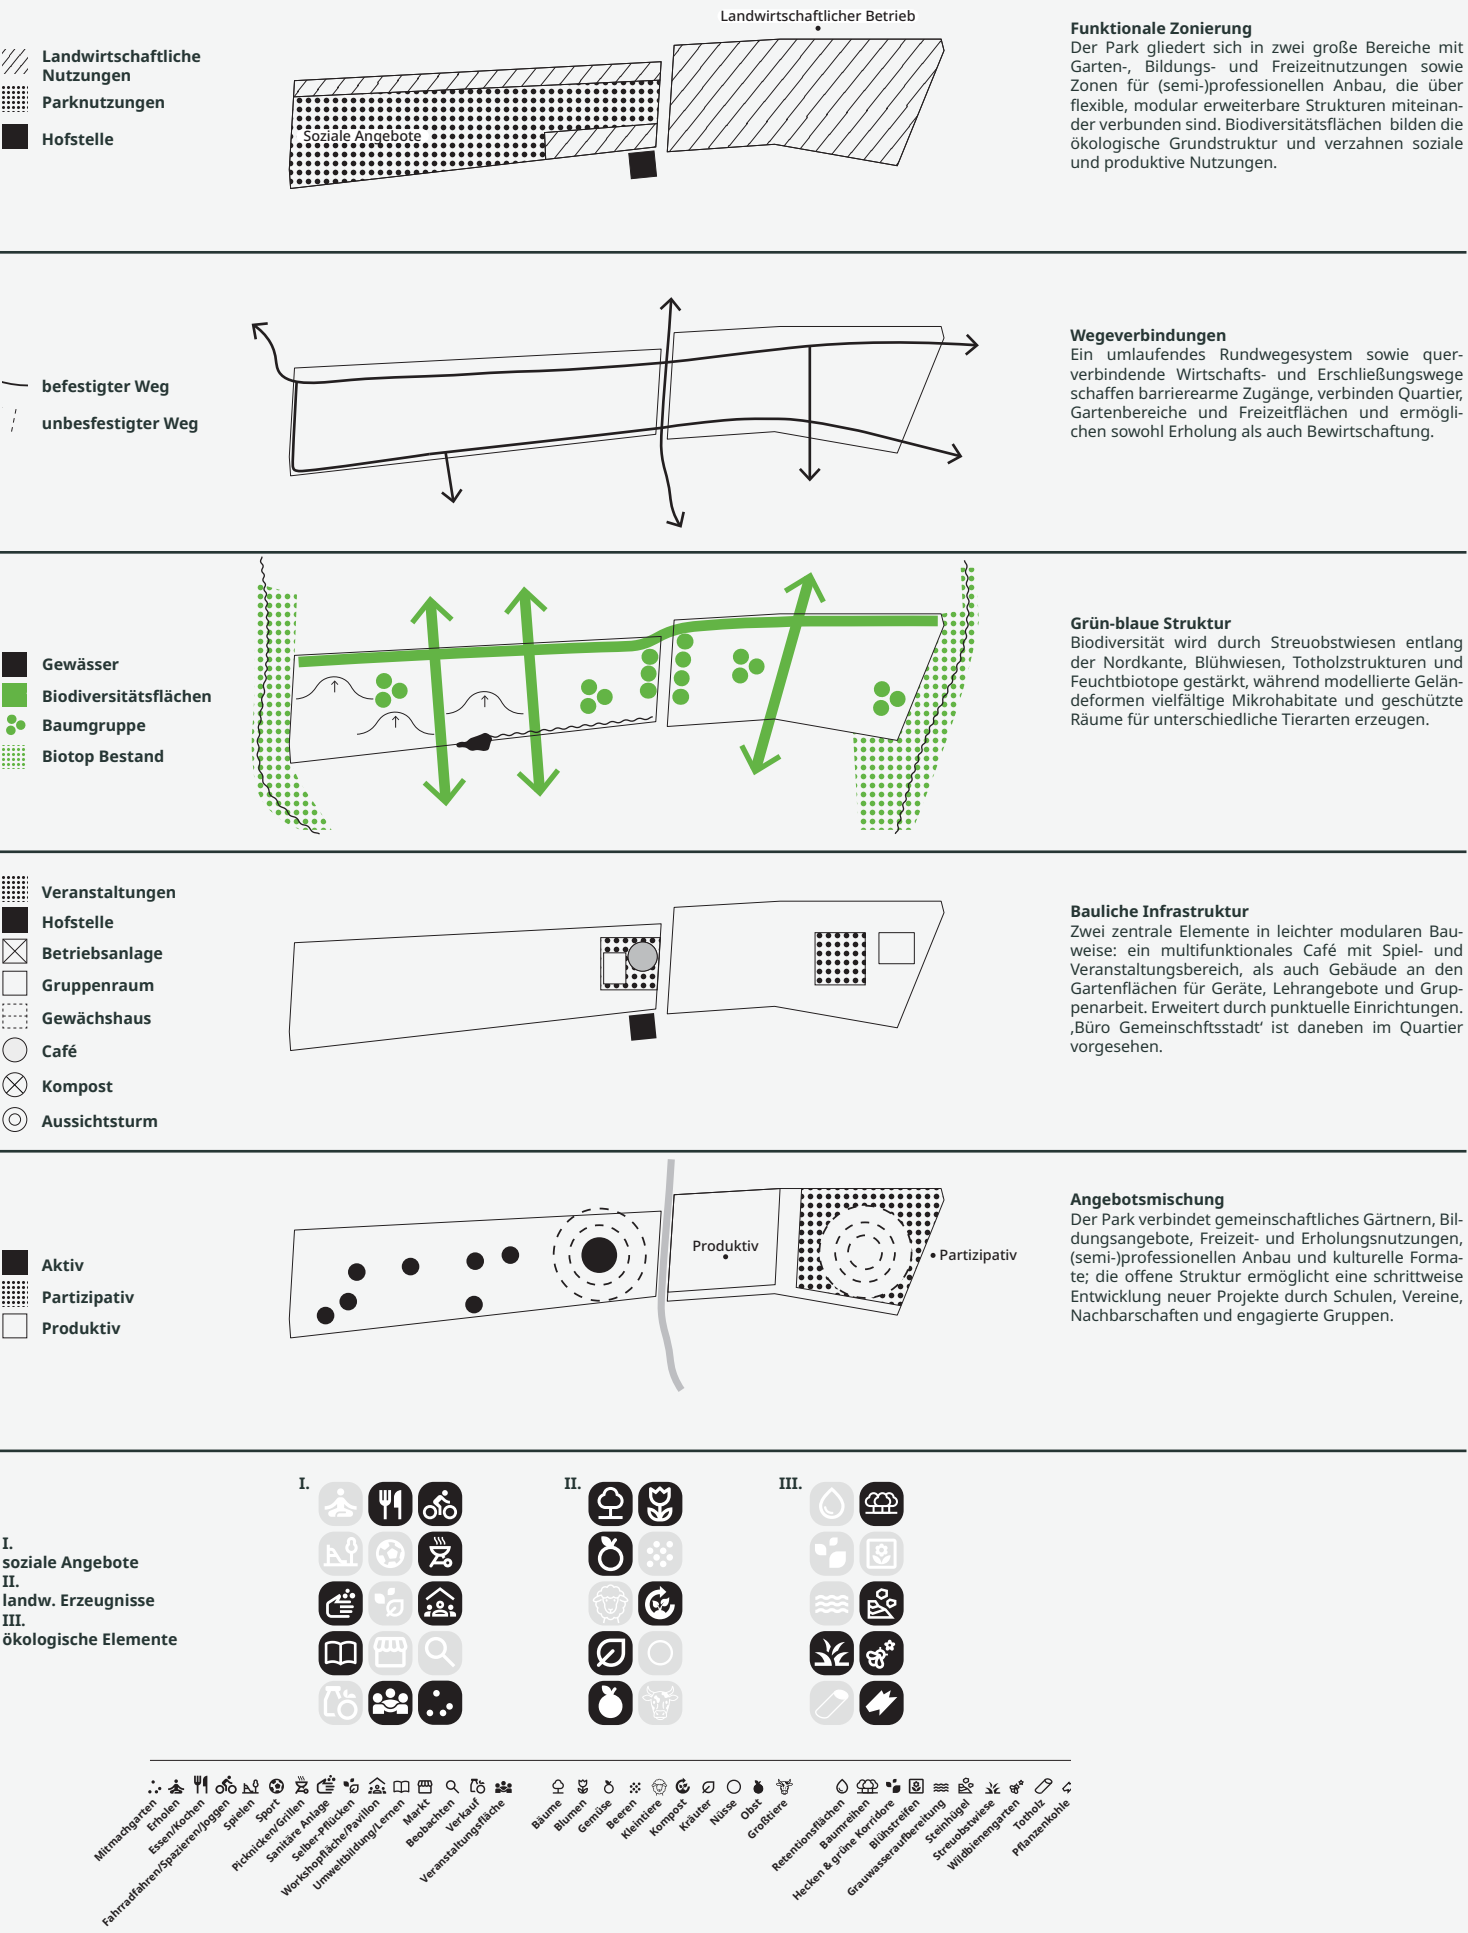 Landwirtschaftliche
Nutzungen
Parknutzungen
Hofstelle
Landwirtschaftlicher Betrieb
Soziale Angebote
Funktionale Zonierung
Der Park gliedert sich in zwei große Bereiche mit
Garten-, Bildungs- und Freizeitnutzungen sowie
Zonen für (semi-)professionellen Anbau, die über
flexible, modular erweiterbare Strukturen miteinan-
der verbunden sind. Biodiversitätsflächen bilden die
ökologische Grundstruktur und verzahnen soziale
und produktive Nutzungen.
befestigter Weg
unbesfestigter Weg
Wegeverbindungen
Ein umlaufendes Rundwegesystem sowie quer-
verbindende Wirtschafts- und Erschließungswege
schaffen barrierearme Zugänge, verbinden Quartier,
Gartenbereiche und Freizeitflächen und ermögli-
chen sowohl Erholung als auch Bewirtschaftung.
Gewässer
Biodiversitätsflächen
Baumgruppe
Biotop Bestand
Grün-blaue Struktur
Biodiversität wird durch Streuobstwiesen entlang
der Nordkante, Blühwiesen, Totholzstrukturen und
Feuchtbiotope gestärkt, während modellierte Gelän-
deformen vielfältige Mikrohabitate und geschützte
Räume für unterschiedliche Tierarten erzeugen.
Veranstaltungen
Hofstelle
Betriebsanlage
Gruppenraum
Gewächshaus
Café
Kompost
Aussichtsturm
Bauliche Infrastruktur
Zwei zentrale Elemente in leichter modularen Bau-
weise: ein multifunktionales Café mit Spiel- und
Veranstaltungsbereich, als auch Gebäude an den
Gartenflächen für Geräte, Lehrangebote und Grup-
penarbeit. Erweitert durch punktuelle Einrichtungen.
‚Büro Gemeinschftsstadt‘ ist daneben im Quartier
vorgesehen.
Aktiv
Partizipativ
Produktiv
Produktiv
Partizipativ
Angebotsmischung
Der Park verbindet gemeinschaftliches Gärtnern, Bil-
dungsangebote, Freizeit- und Erholungsnutzungen,
(semi-)professionellen Anbau und kulturelle Forma-
te; die offene Struktur ermöglicht eine schrittweise
Entwicklung neuer Projekte durch Schulen, Vereine,
Nachbarschaften und engagierte Gruppen.
I.
soziale Angebote
II.
landw. Erzeugnisse
III.
ökologische Elemente
I.
II.
III.
Mitmachgarten
Erholen
Essen/Kochen
Fahrradfahren/Spazieren/Joggen
Spielen
Sport
Picknicken/Grillen
Sanitäre Anlage
Selber-Pflücken
Workshopfläche/Pavillon
Umweltbildung/Lernen
Markt
Beobachten
Verkauf
Veranstaltungsfläche
Bäume
Blumen
Gemüse
Beeren
Kleintiere
Kompost
Kräuter
Nüsse
Obst
Großtiere
Retentionsflächen
Baumreihen
Hecken & grüne Korridore
Blühstreifen
Grauwasseraufbereitung
Steinhügel
Streuobstwiese
Wildbienengarten
Totholz
Pflanzenkohle